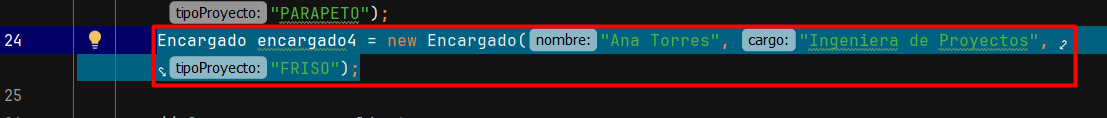 tipoProyecto: "PARAPETO");
24 Encargado encargado4 = new Encargado( nombre: "Ana Torres", cargo: "Ingeniera de Proyectos",
tipoProyecto: "FRISO");
25